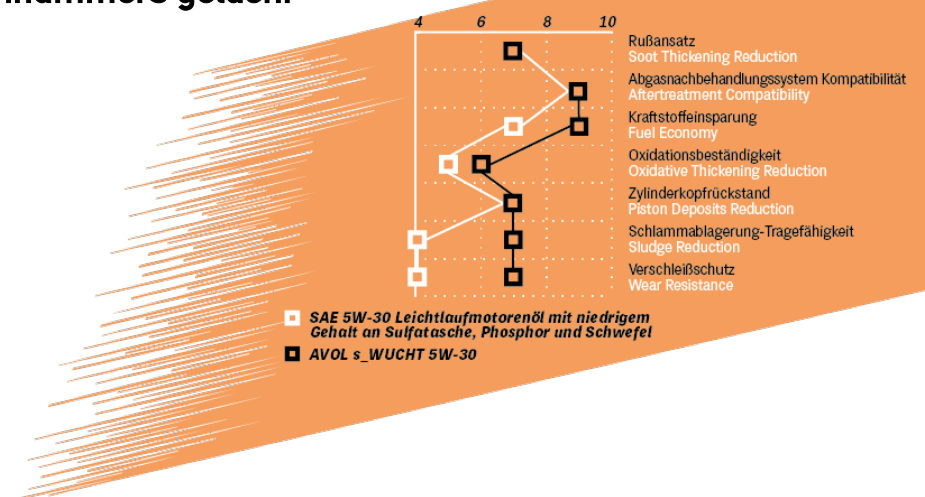 4 6 8 10
Rußansatz
Soot Thickening Reduction
Abgasnachbehandlungssystem Kompatibilität
Aftertreatment Compatibility
Kraftstoffeinsparung
Fuel Economy
Oxidationsbeständigkeit
Oxidative Thickening Reduction
Zylinderkopfrückstand
Piston Deposits Reduction
Schlammablagerung-Tragefähigkeit
Sludge Reduction
Verschleißschutz
Wear Resistance
SAE 5W-30 Leichtlaufmotorenöl mit niedrigem
Gehalt an Sulfatasche, Phosphor und Schwefel
AVOL s_WUCHT 5W-30